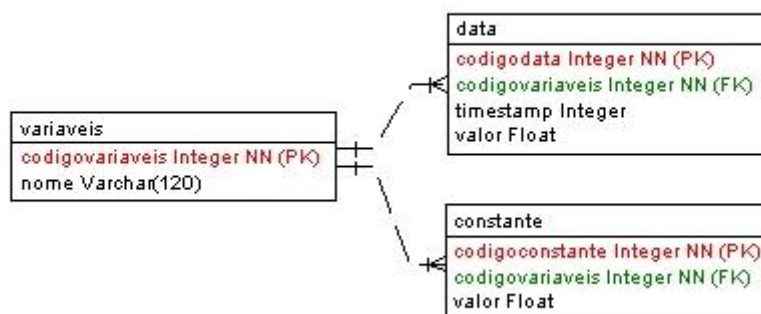 variaveis
codigovariaveis Integer NN (PK)
nome Varchar(120)
data
codigodata Integer NN (PK)
codigovariaveis Integer NN (FK)
timestamp Integer
valor Float
constante
codigoconstante Integer NN (PK)
codigovariaveis Integer NN (FK)
valor Float